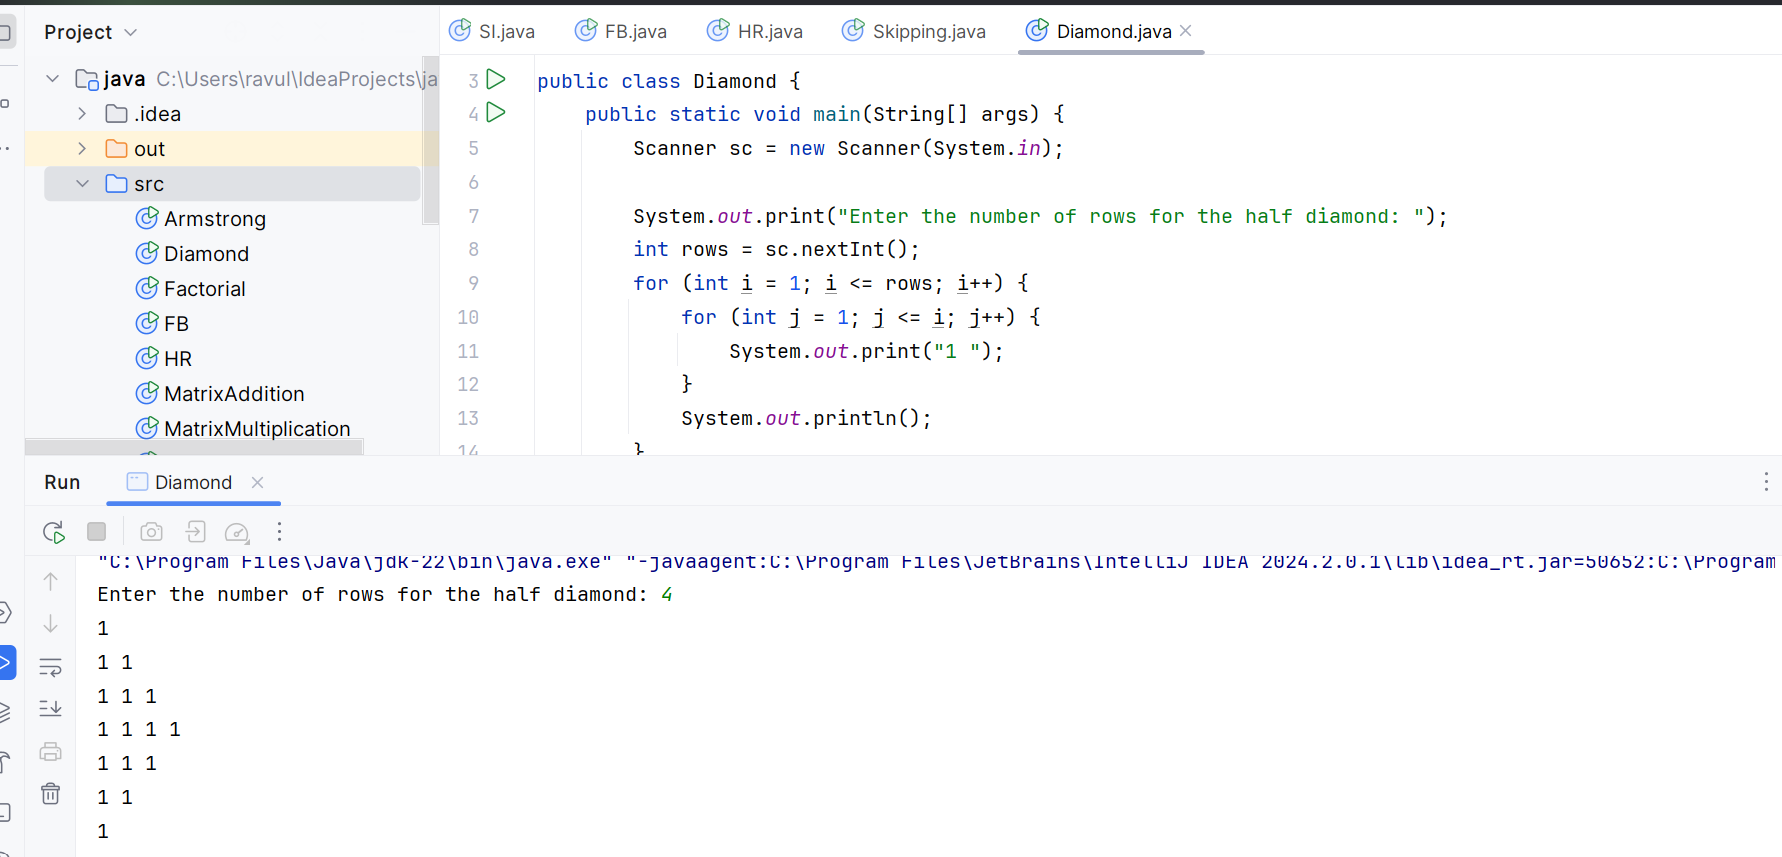 Project
java C:\Users\ravul\IdeaProjects\ja
.idea
out
src
Armstrong
Diamond
Factorial
FB
HR
MatrixAddition
MatrixMultiplication
SI.java FB.java HR.java Skipping.java Diamond.java
3 public class Diamond {
4 public static void main(String[] args) {
5 Scanner sc = new Scanner(System.in);
6
7 System.out.print("Enter the number of rows for the half diamond: ");
8 int rows = sc.nextInt();
9 for (int i = 1; i <= rows; i++) {
10 for (int j = 1; j <= i; j++) {
11 System.out.print("1 ");
12 }
13 System.out.println();
14 }
Run Diamond
"C:\Program Files\Java\jdk-22\bin\java.exe" "-javaagent:C:\Program Files\JetBrains\IntelliJ IDEA 2024.2.0.1\lib\idea_rt.jar=50652:C:\Program
Enter the number of rows for the half diamond: 4
1
1 1
1 1 1
1 1 1 1
1 1 1
1 1
1